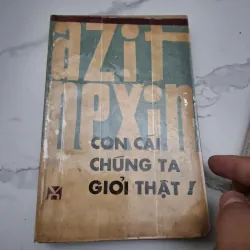 azit
nexin
CON CÁI
CHÚNG TA
GIỎI THẬT !